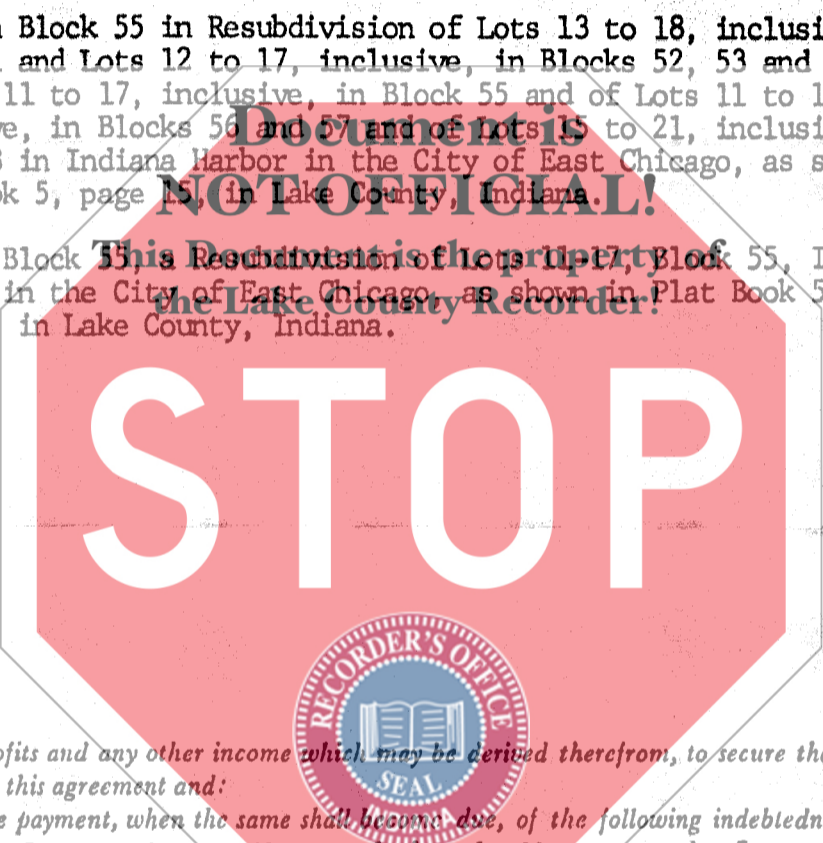 Block 55 in Resubdivision of Lots 13 to 18, inclusi
and Lots 12 to 17, inclusive, in Blocks 52, 53 and
11 to 17, inclusive, in Block 55 and of Lots 11 to 1
Document is
e, in Blocks 56 and 57 and of Lots 15 to 21, inclusi
in Indiana Harbor in the City of East Chicago, as s
NOT OFFICIAL!
k 5, page 15, in Lake County, Indiana.
This Document is the property of
Block 55, a Resubdivision of Lots 11-17, Block 55, I
in the City of East Chicago, as shown in Plat Book 5
the Lake County Recorder!
in Lake County, Indiana.
STOP
RECORDER'S OFFICE
SEAL
ofits and any other income which may be derived therefrom, to secure the
this agreement and:
e payment, when the same shall become due, of the following indebtedn